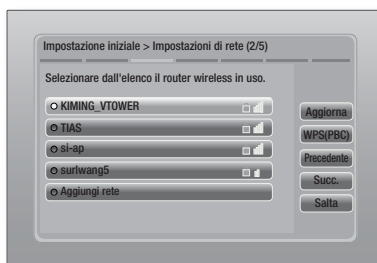 Impostazione iniziale > Impostazioni di rete (2/5)
Selezionare dall'elenco il router wireless in uso.
KIMING_VTOWER
TIAS
si-ap
surlwang5
Aggiungi rete
Aggiorna
WPS(PBC)
Precedente
Succ.
Salta